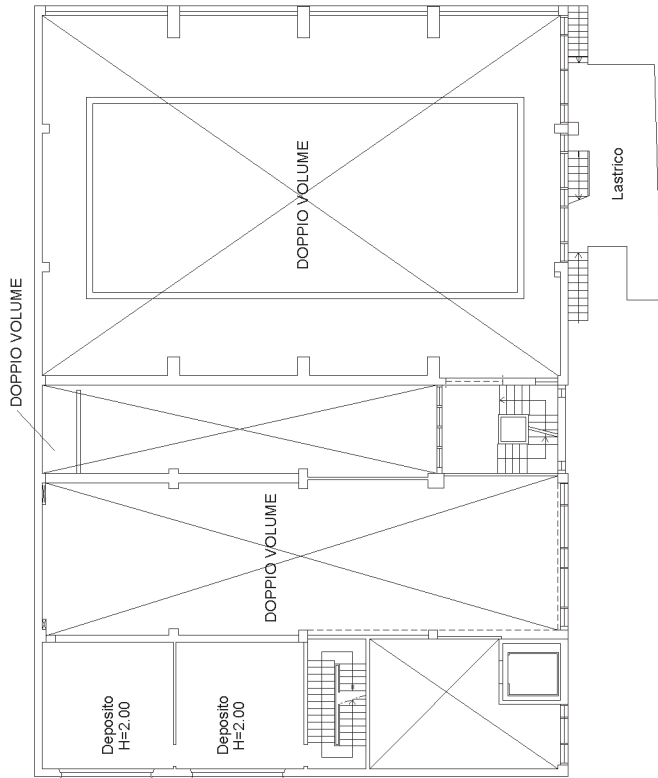 DOPPIO VOLUME
DOPPIO VOLUME
Lastrico
DOPPIO VOLUME
Deposito
H=2.00
Deposito
H=2.00